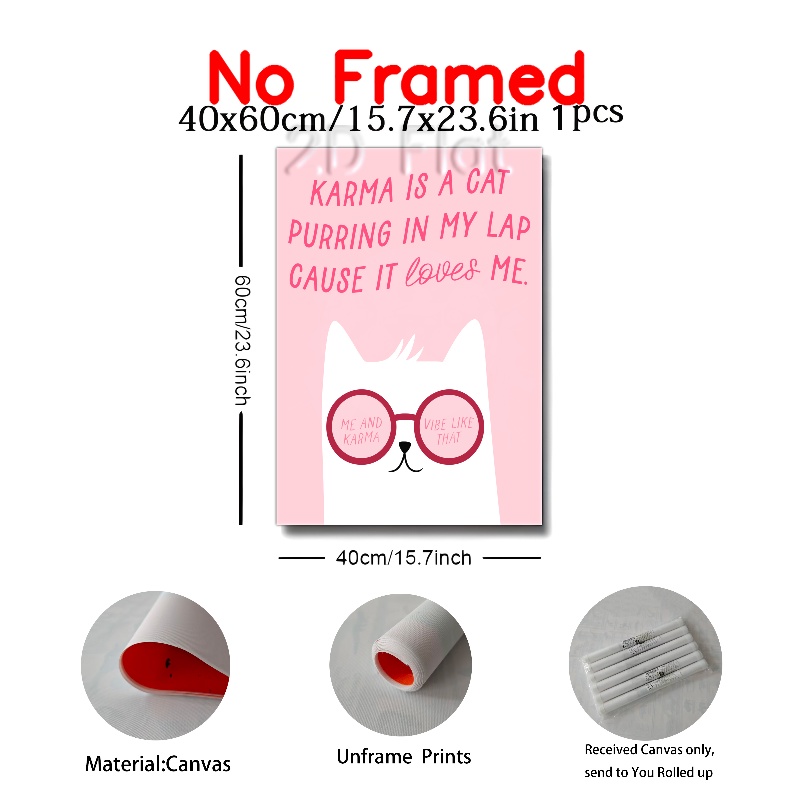 No Framed
40x60cm/15.7x23.6in 1pcs
2D Flat
KARMA IS A CAT
PURRING IN MY LAP
CAUSE IT loves ME.
60cm/23.6inch
ME AND
KARMA
VIBE LIKE
THAT
40cm/15.7inch
Material:Canvas
Unframe Prints
Received Canvas only,
send to You Rolled up